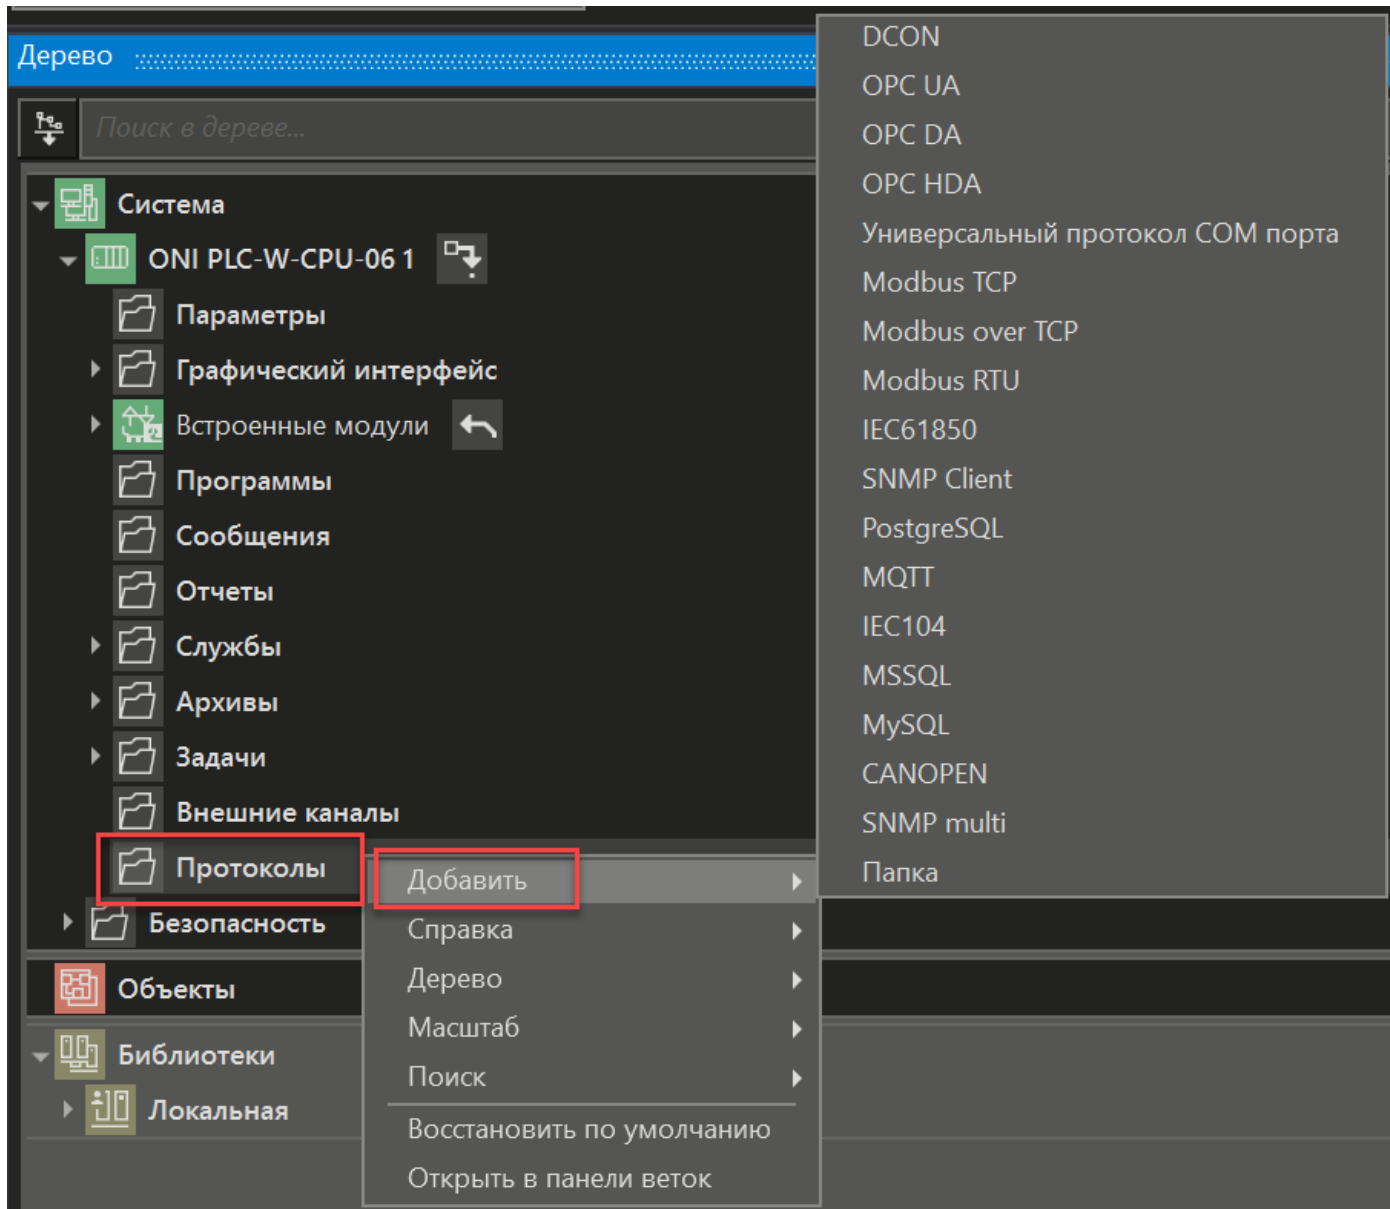 Дерево
Поиск в дереве...
Система
ONI PLC-W-CPU-06 1
Параметры
Графический интерфейс
Встроенные модули
Программы
Сообщения
Отчеты
Службы
Архивы
Задачи
Внешние каналы
Протоколы
Безопасность
Объекты
Библиотеки
Локальная
Добавить
Справка
Дерево
Масштаб
Поиск
Восстановить по умолчанию
Открыть в панели веток
DCON
OPC UA
OPC DA
OPC HDA
Универсальный протокол COM порта
Modbus TCP
Modbus over TCP
Modbus RTU
IEC61850
SNMP Client
PostgreSQL
MQTT
IEC104
MSSQL
MySQL
CANOPEN
SNMP multi
Папка